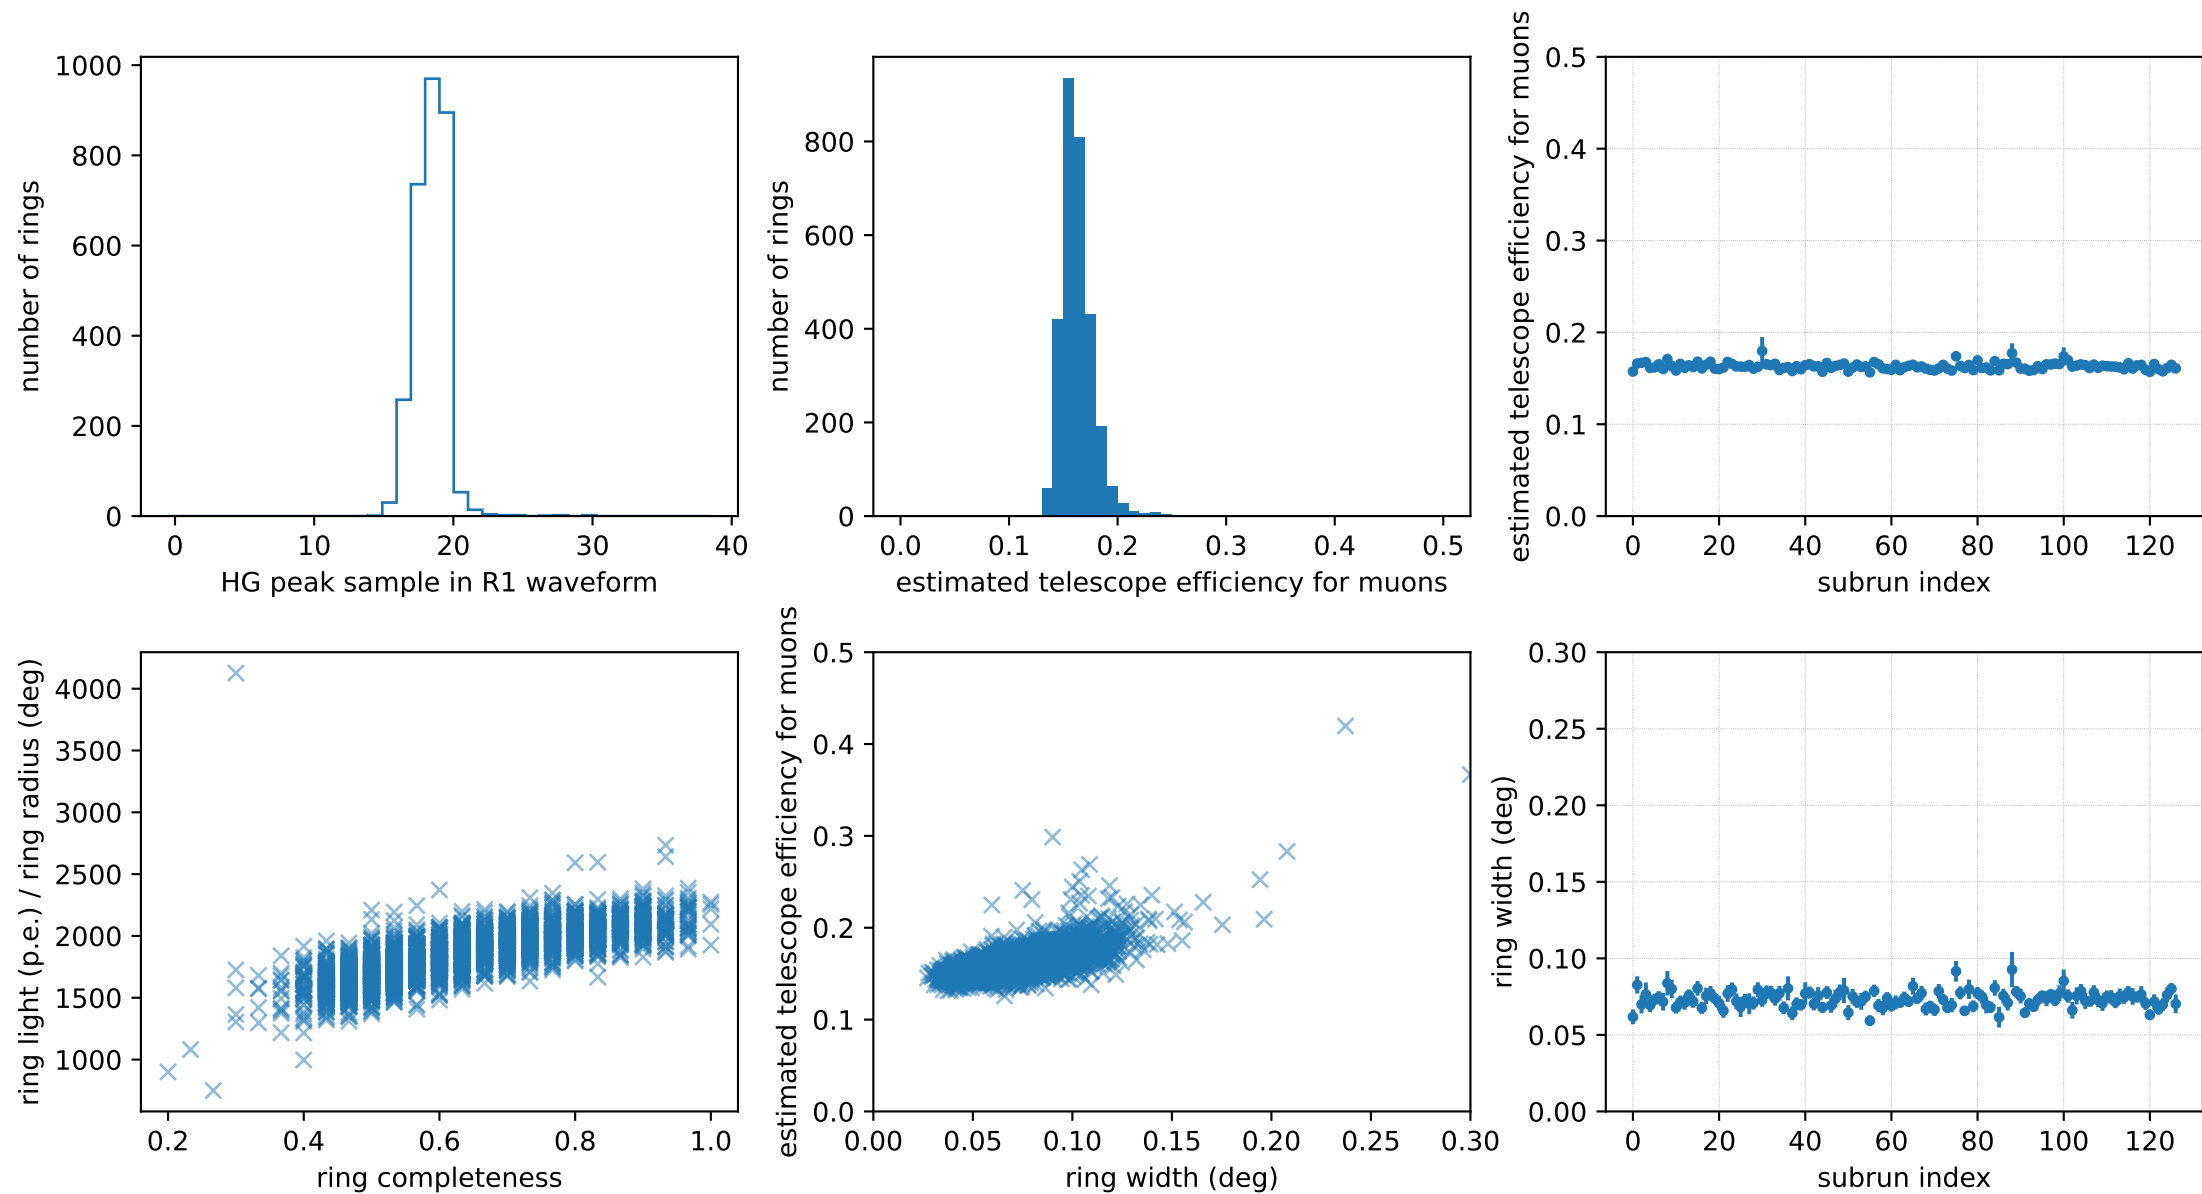 1000
800
600
400
200
0
number of rings
0 10 20 30 40
HG peak sample in R1 waveform
800
600
400
200
0
number of rings
0.0 0.1 0.2 0.3 0.4 0.5
estimated telescope efficiency for muons
0.5
0.4
0.3
0.2
0.1
0.0
estimated telescope efficiency for muons
0 20 40 60 80 100 120
subrun index
4000
3500
3000
2500
2000
1500
1000
ring light (p.e.) / ring radius (deg)
0.2 0.4 0.6 0.8 1.0
ring completeness
0.5
0.4
0.3
0.2
0.1
0.0
estimated telescope efficiency for muons
0.00 0.05 0.10 0.15 0.20 0.25 0.30
ring width (deg)
0.30
0.25
0.20
0.15
0.10
0.05
0.00
ring width (deg)
0 20 40 60 80 100 120
subrun index